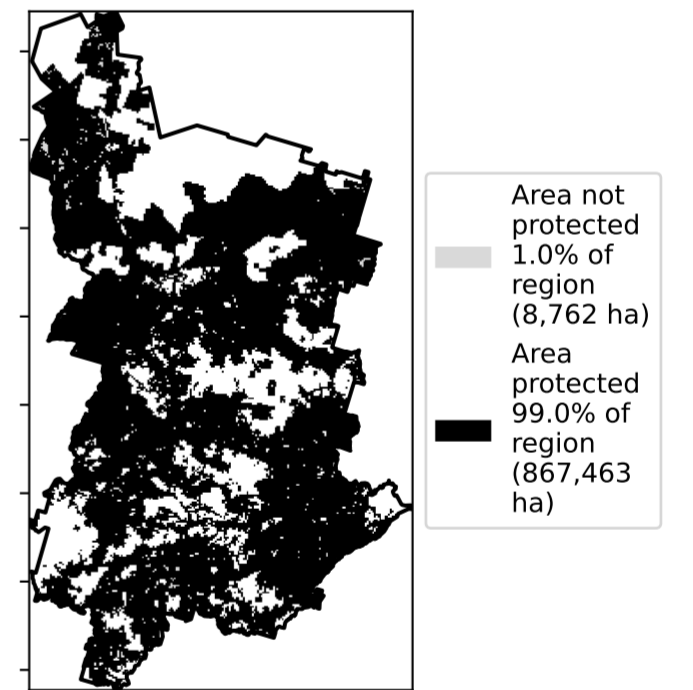 Area not
protected
1.0% of
region
(8,762 ha)
Area
protected
99.0% of
region
(867,463
ha)